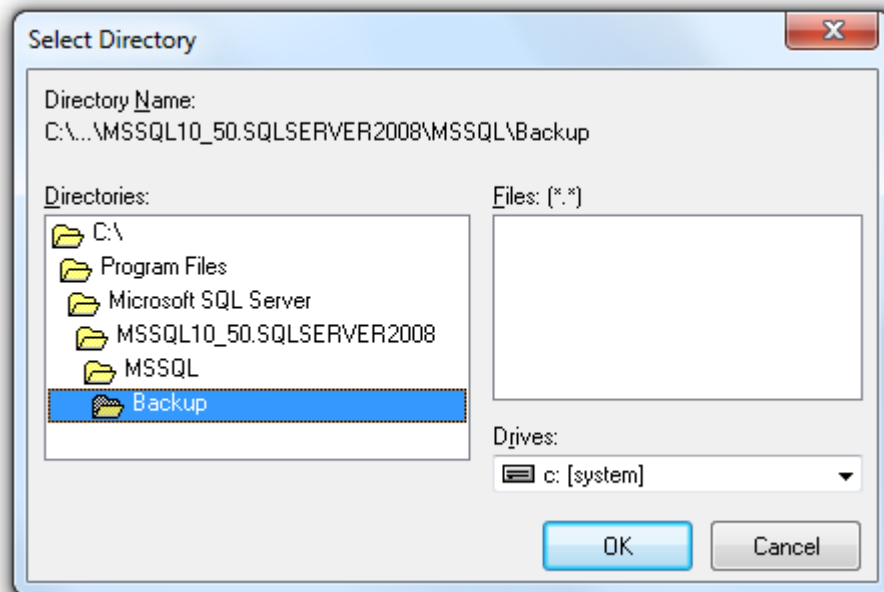 Select Directory
Directory Name:
C:\...\MSSQL10_50.SQLSERVER2008\MSSQL\Backup
Directories:
C:\
Program Files
Microsoft SQL Server
MSSQL10_50.SQLSERVER2008
MSSQL
Backup
Files: (*.*)
Drives:
c: [system]
OK
Cancel